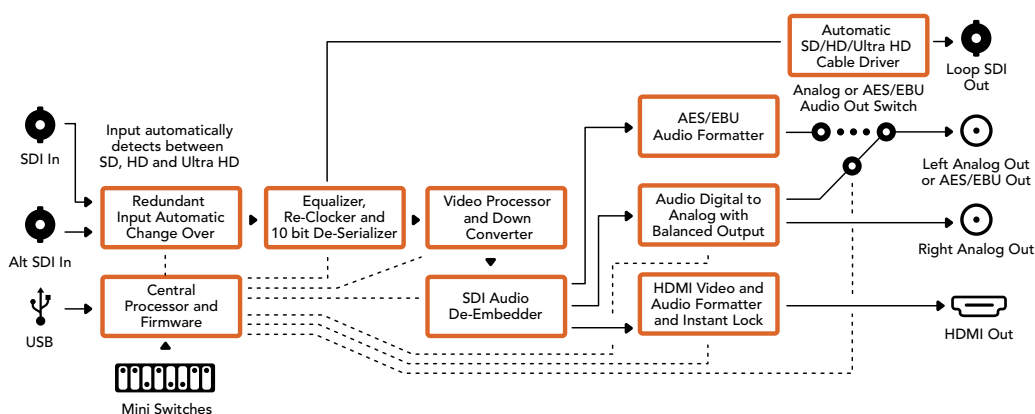 Automatic
SD/HD/Ultra HD
Cable Driver
Loop SDI
Out
Analog or AES/EBU
Audio Out Switch
AES/EBU
Audio Formatter
SDI In
Input automatically
detects between
SD, HD and Ultra HD
Left Analog Out
or AES/EBU Out
Redundant
Input Automatic
Change Over
Equalizer,
Re-Clocker and
10 bit De-Serializer
Video Processor
and Down
Converter
Audio Digital to
Analog with
Balanced Output
Alt SDI In
Right Analog Out
Central
Processor and
Firmware
SDI Audio
De-Embedder
HDMI Video and
Audio Formatter
and Instant Lock
USB
HDMI Out
Mini Switches